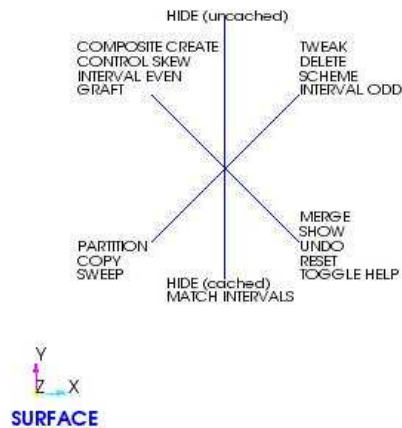 HIDE (uncached)
COMPOSITE CREATE
CONTROL SKEW
INTERVAL EVEN
GRAFT
TWEAK
DELETE
SCHEME
INTERVAL ODD
PARTITION
COPY
SWEEP
HIDE (cached)
MATCH INTERVALS
MERGE
SHOW
UNDO
RESET
TOGGLE HELP
Y
Z X
SURFACE